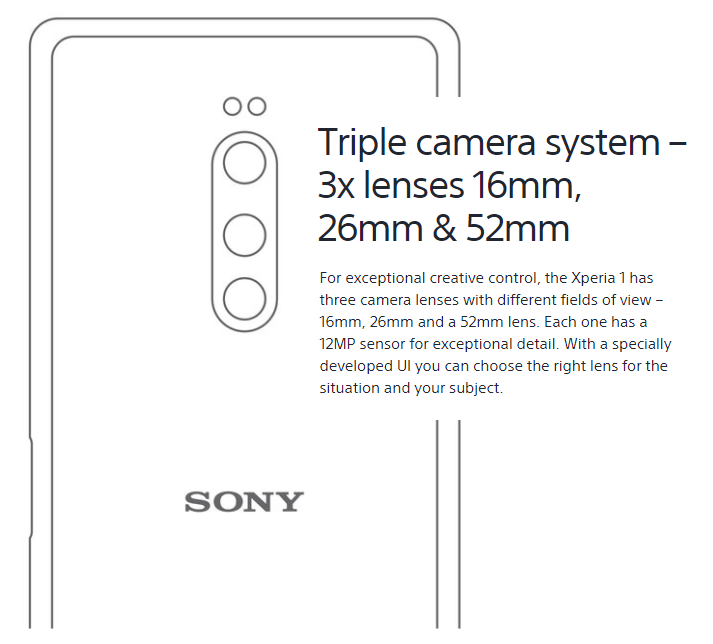 Triple camera system –
3x lenses 16mm,
26mm & 52mm
For exceptional creative control, the Xperia 1 has
three camera lenses with different fields of view –
16mm, 26mm and a 52mm lens. Each one has a
12MP sensor for exceptional detail. With a specially
developed UI you can choose the right lens for the
situation and your subject.
SONY